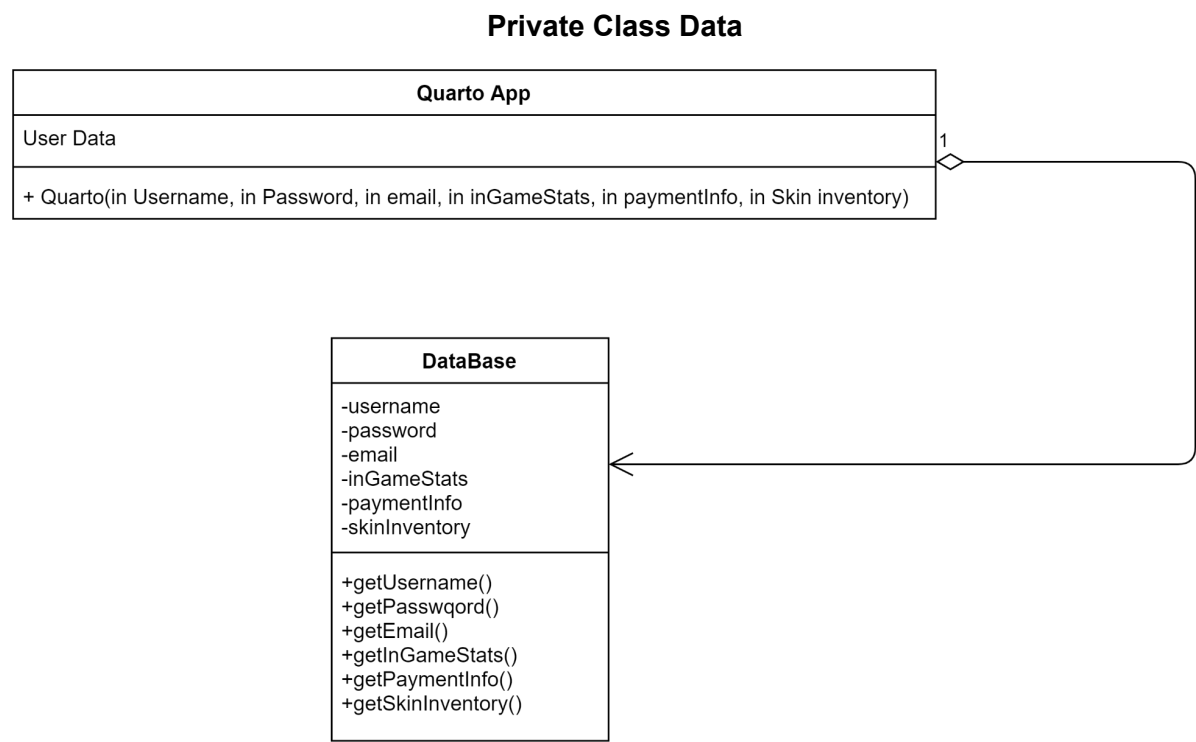 Private Class Data
Quarto App
User Data
1
+ Quarto(in Username, in Password, in email, in inGameStats, in paymentInfo, in Skin inventory)
DataBase
-username
-password
-email
-inGameStats
-paymentInfo
-skinInventory
+getUsername()
+getPasswqord()
+getEmail()
+getInGameStats()
+getPaymentInfo()
+getSkinInventory()